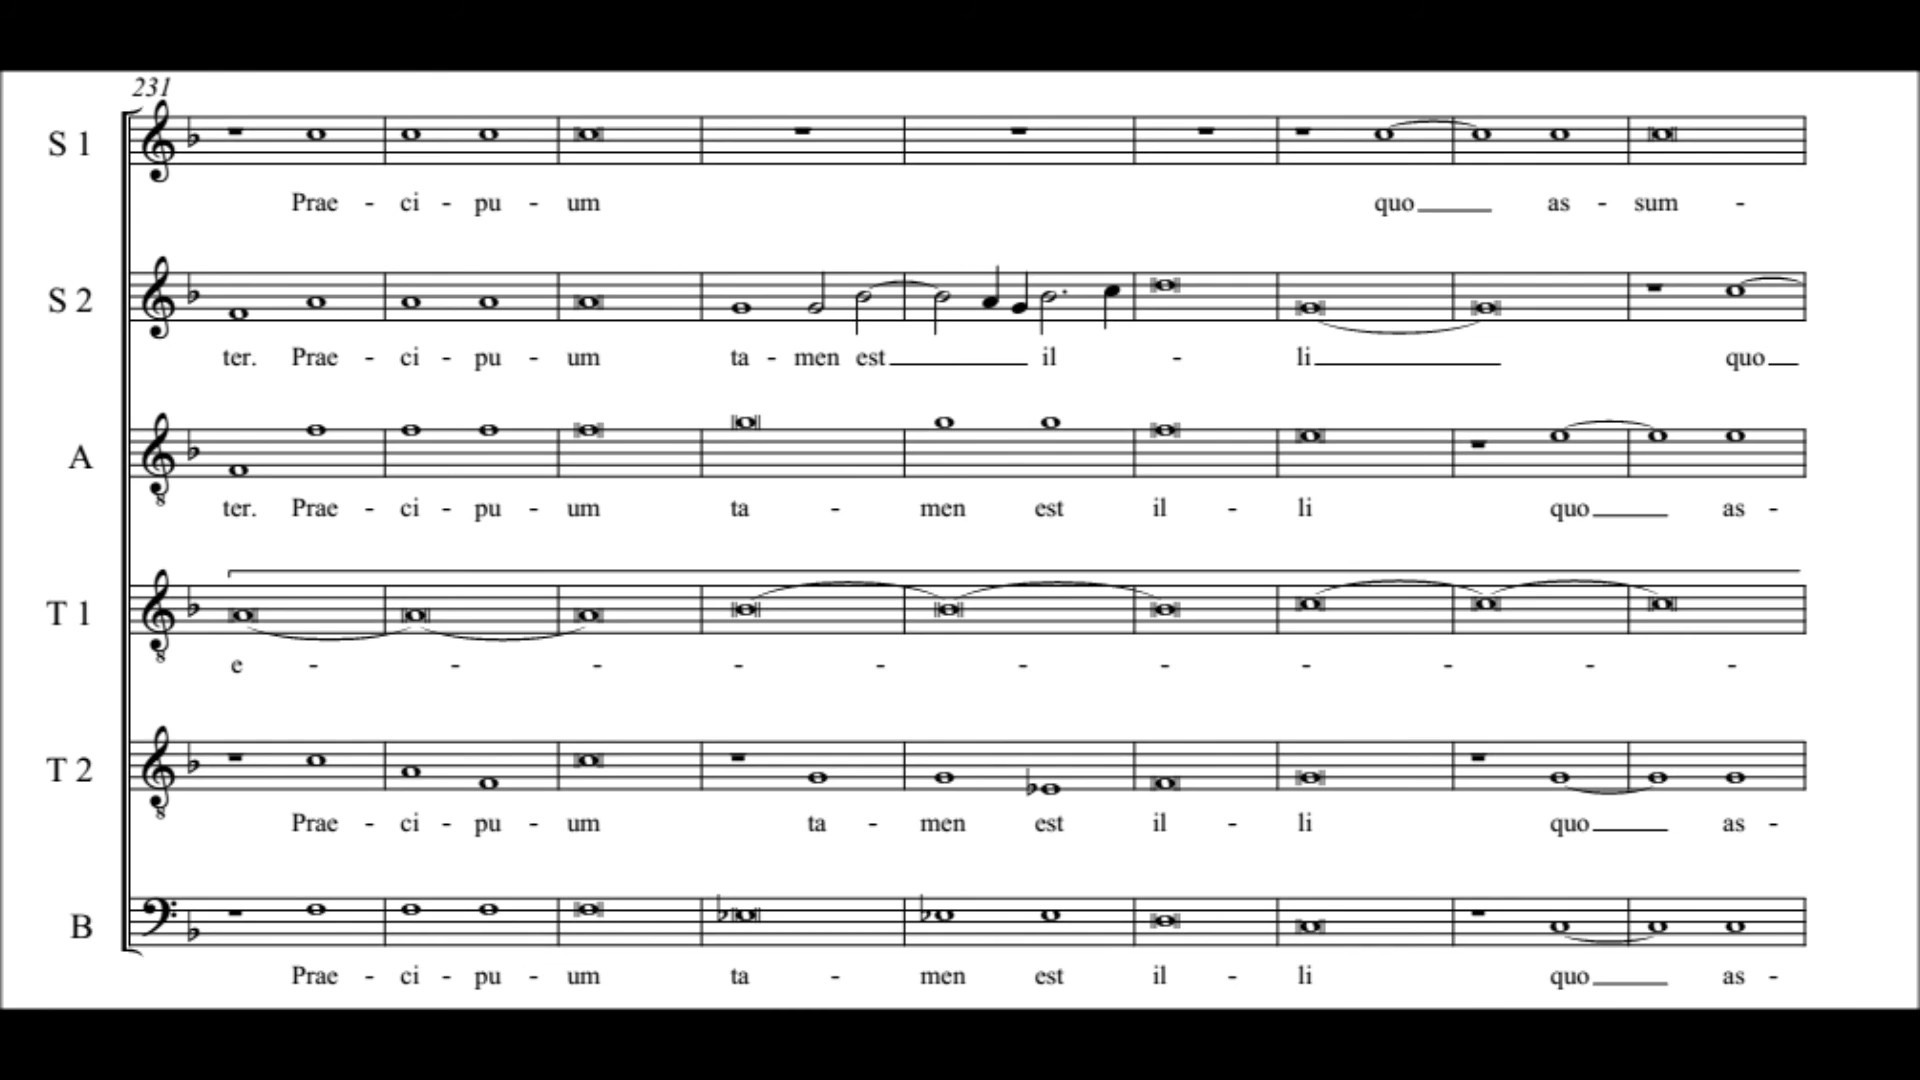 231
S 1
Prae - ci - pu - um quo as - sum -
S 2
ter. Prae - ci - pu - um ta - men est il - li quo
A
ter. Prae - ci - pu - um ta - men est il - li quo as -
8
T 1
e - - - - - - - - - - -
8
T 2
Prae - ci - pu - um ta - men est il - li quo as -
8
B
Prae - ci - pu - um ta - men est il - li quo as -